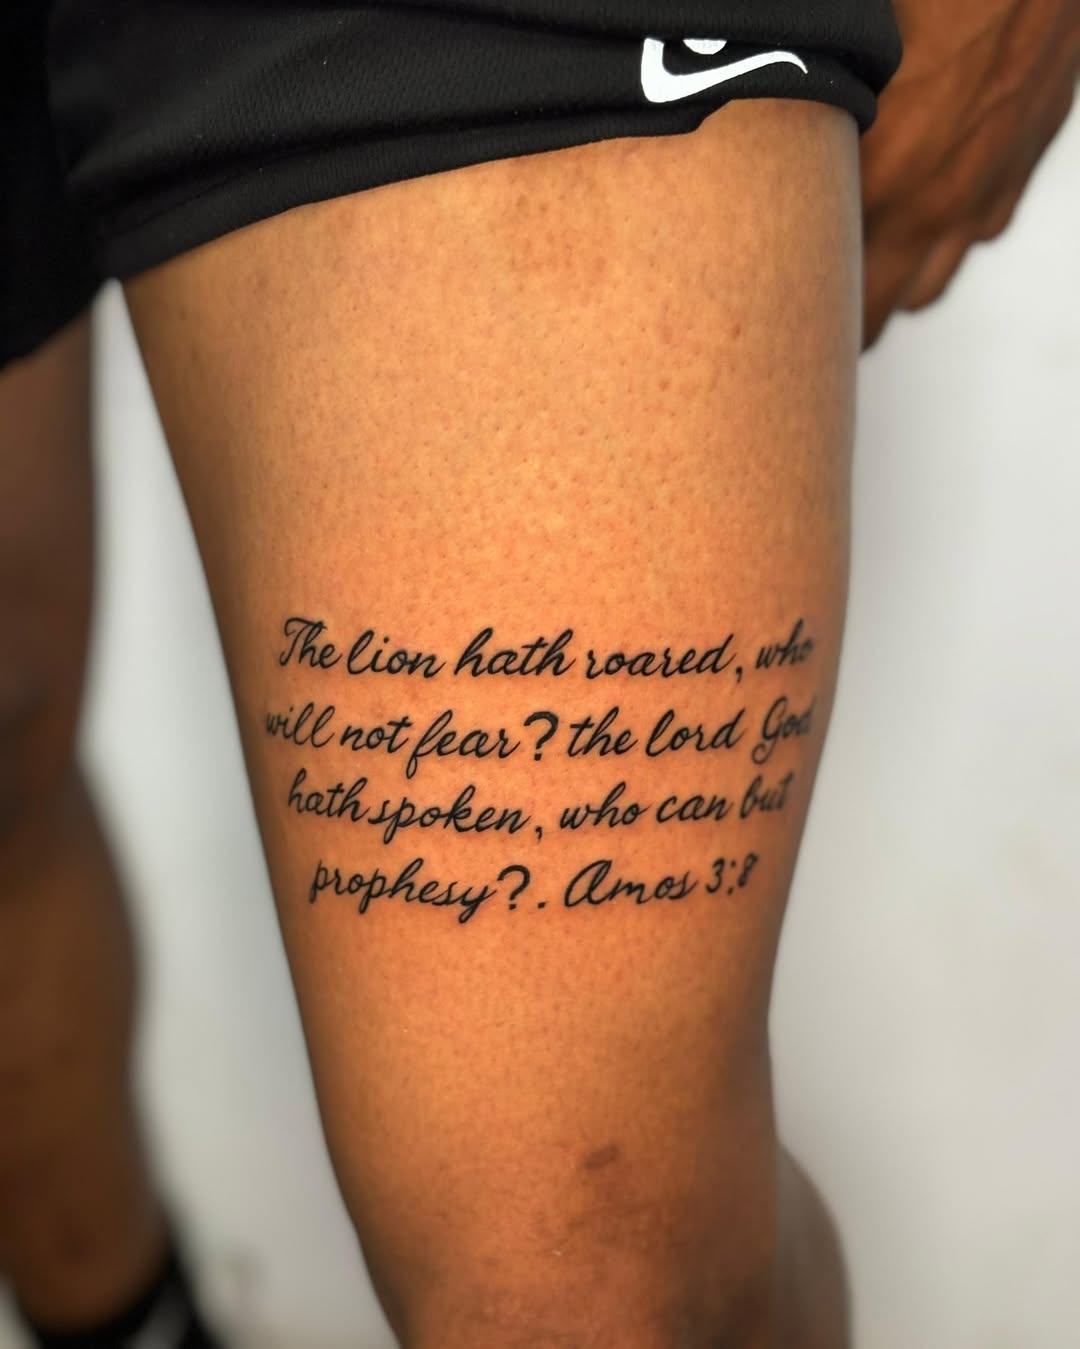 The lion hath roared, who
will not fear? the lord God
hath spoken, who can but
prophesy?. Amos 3:8